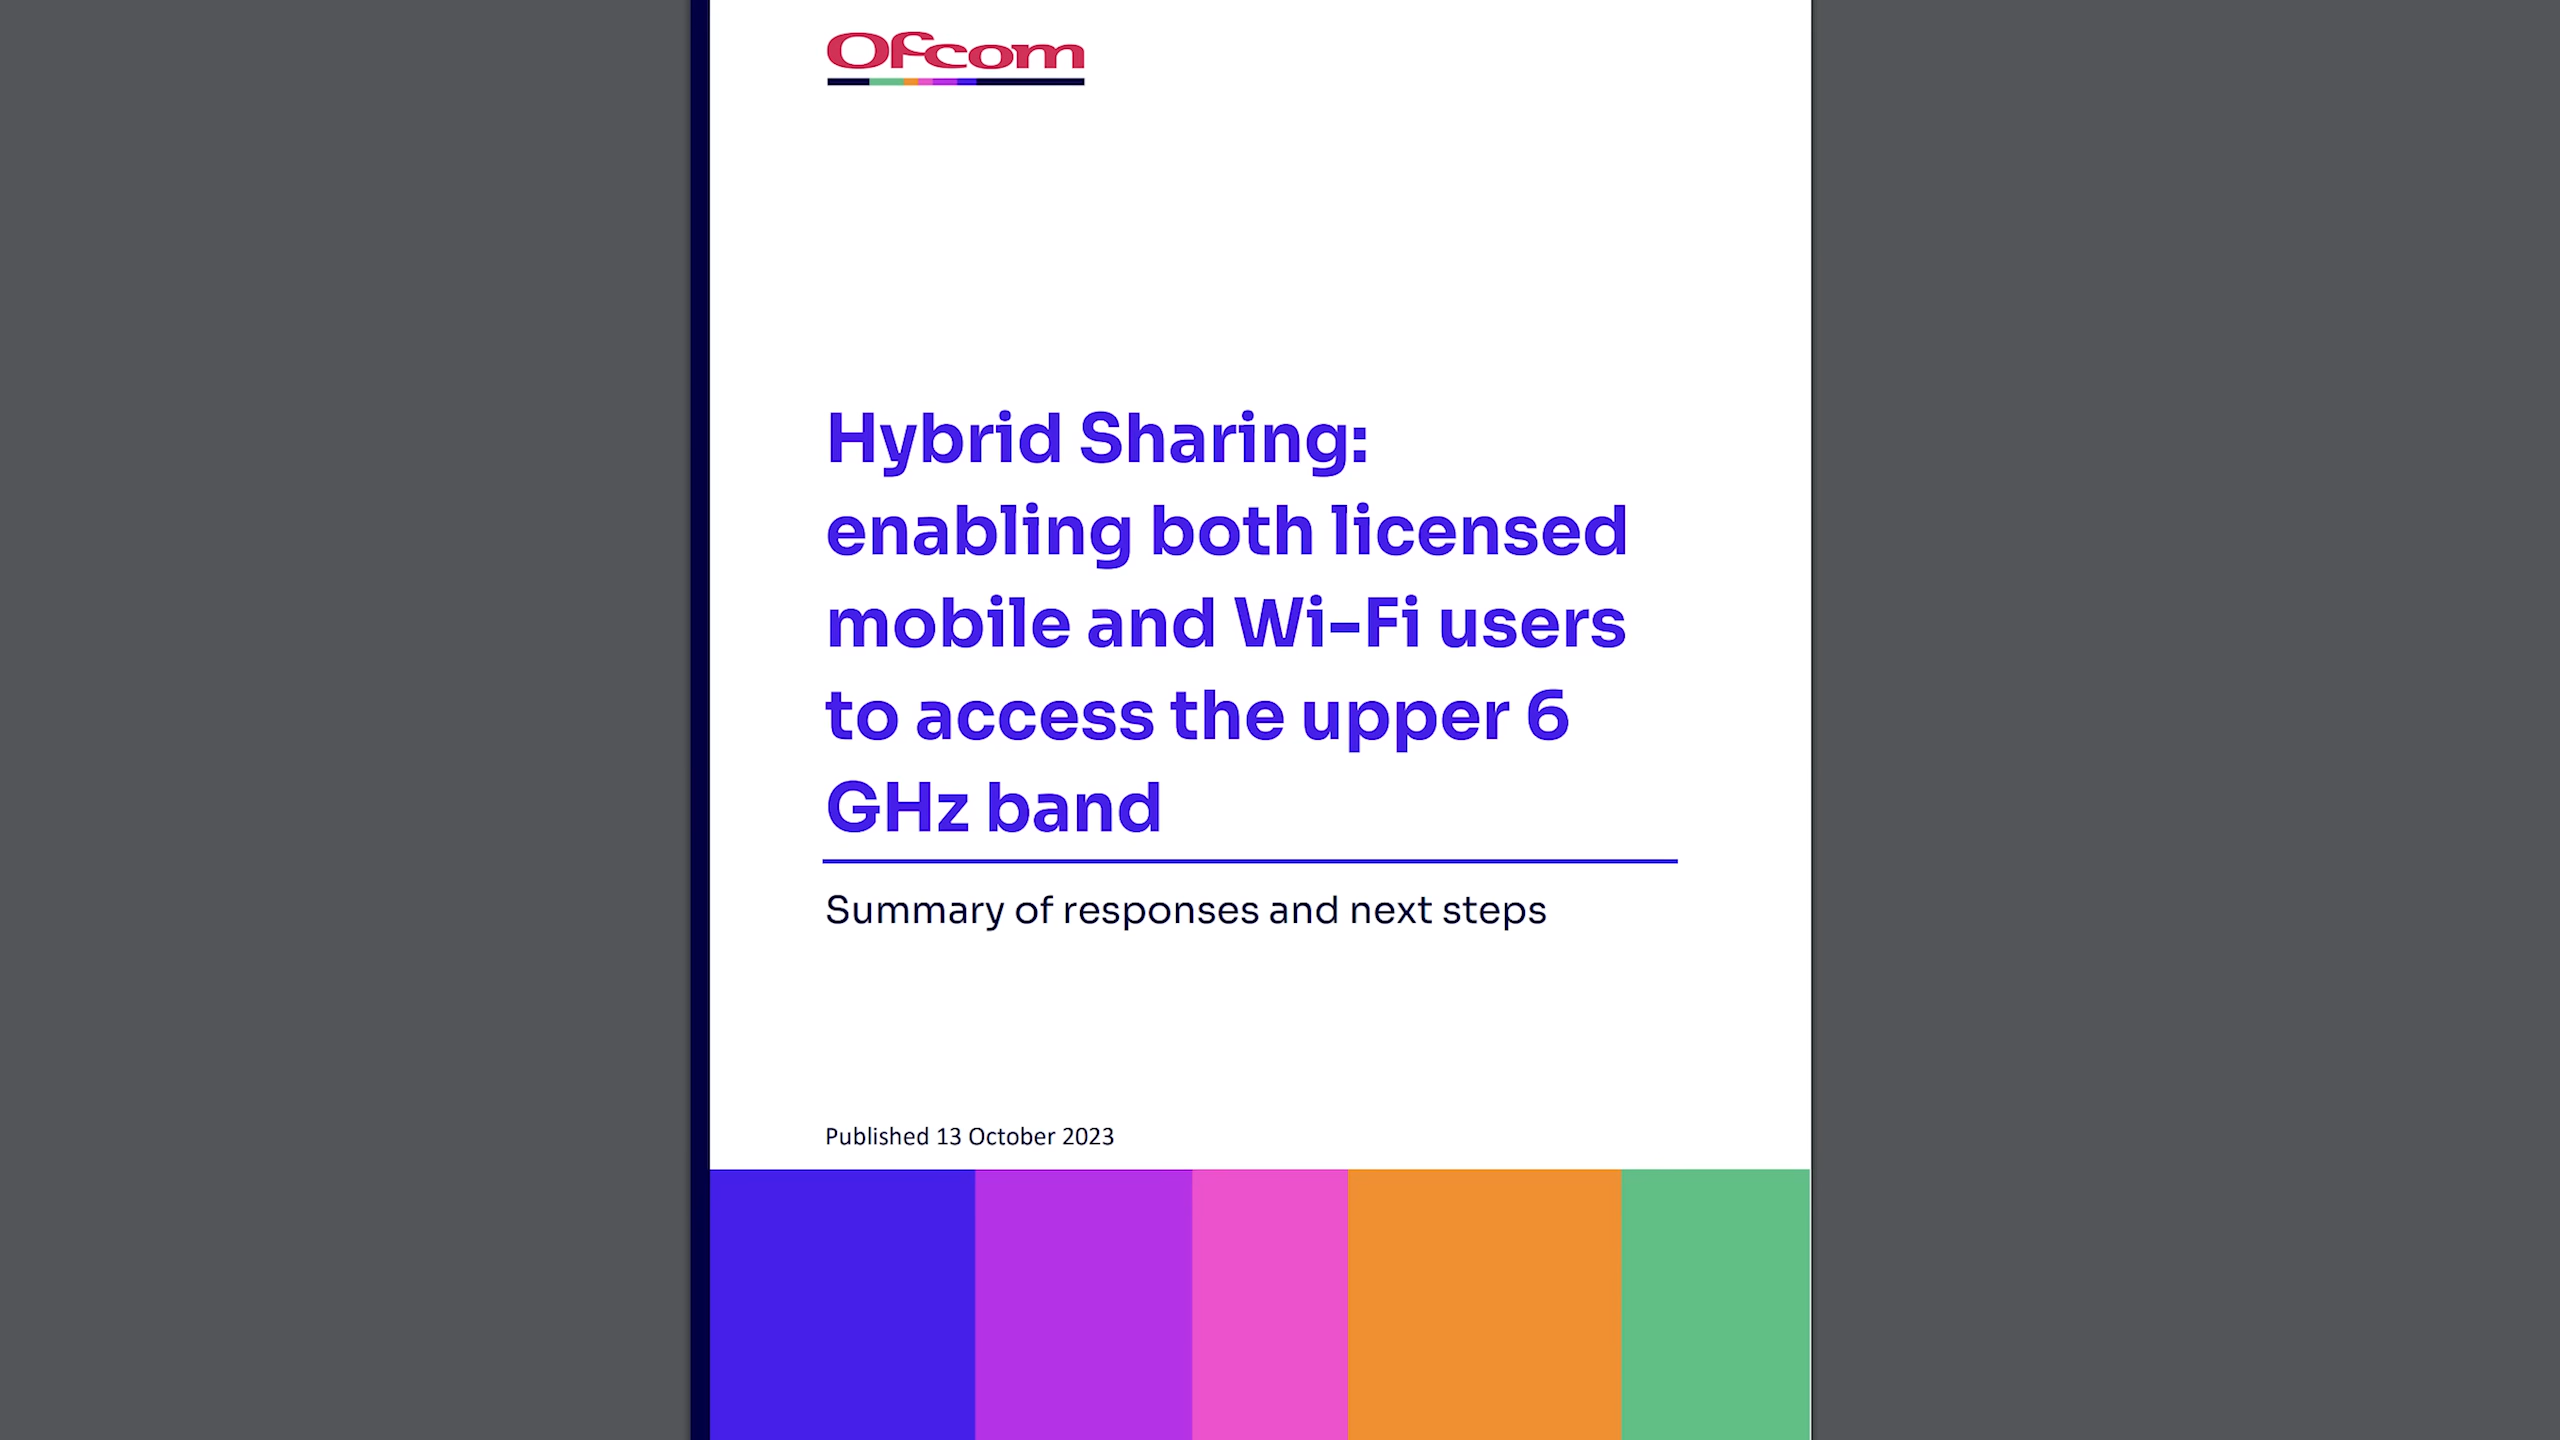 Ofcom
Hybrid Sharing:
enabling both licensed
mobile and Wi-Fi users
to access the upper 6
GHz band
Summary of responses and next steps
Published 13 October 2023